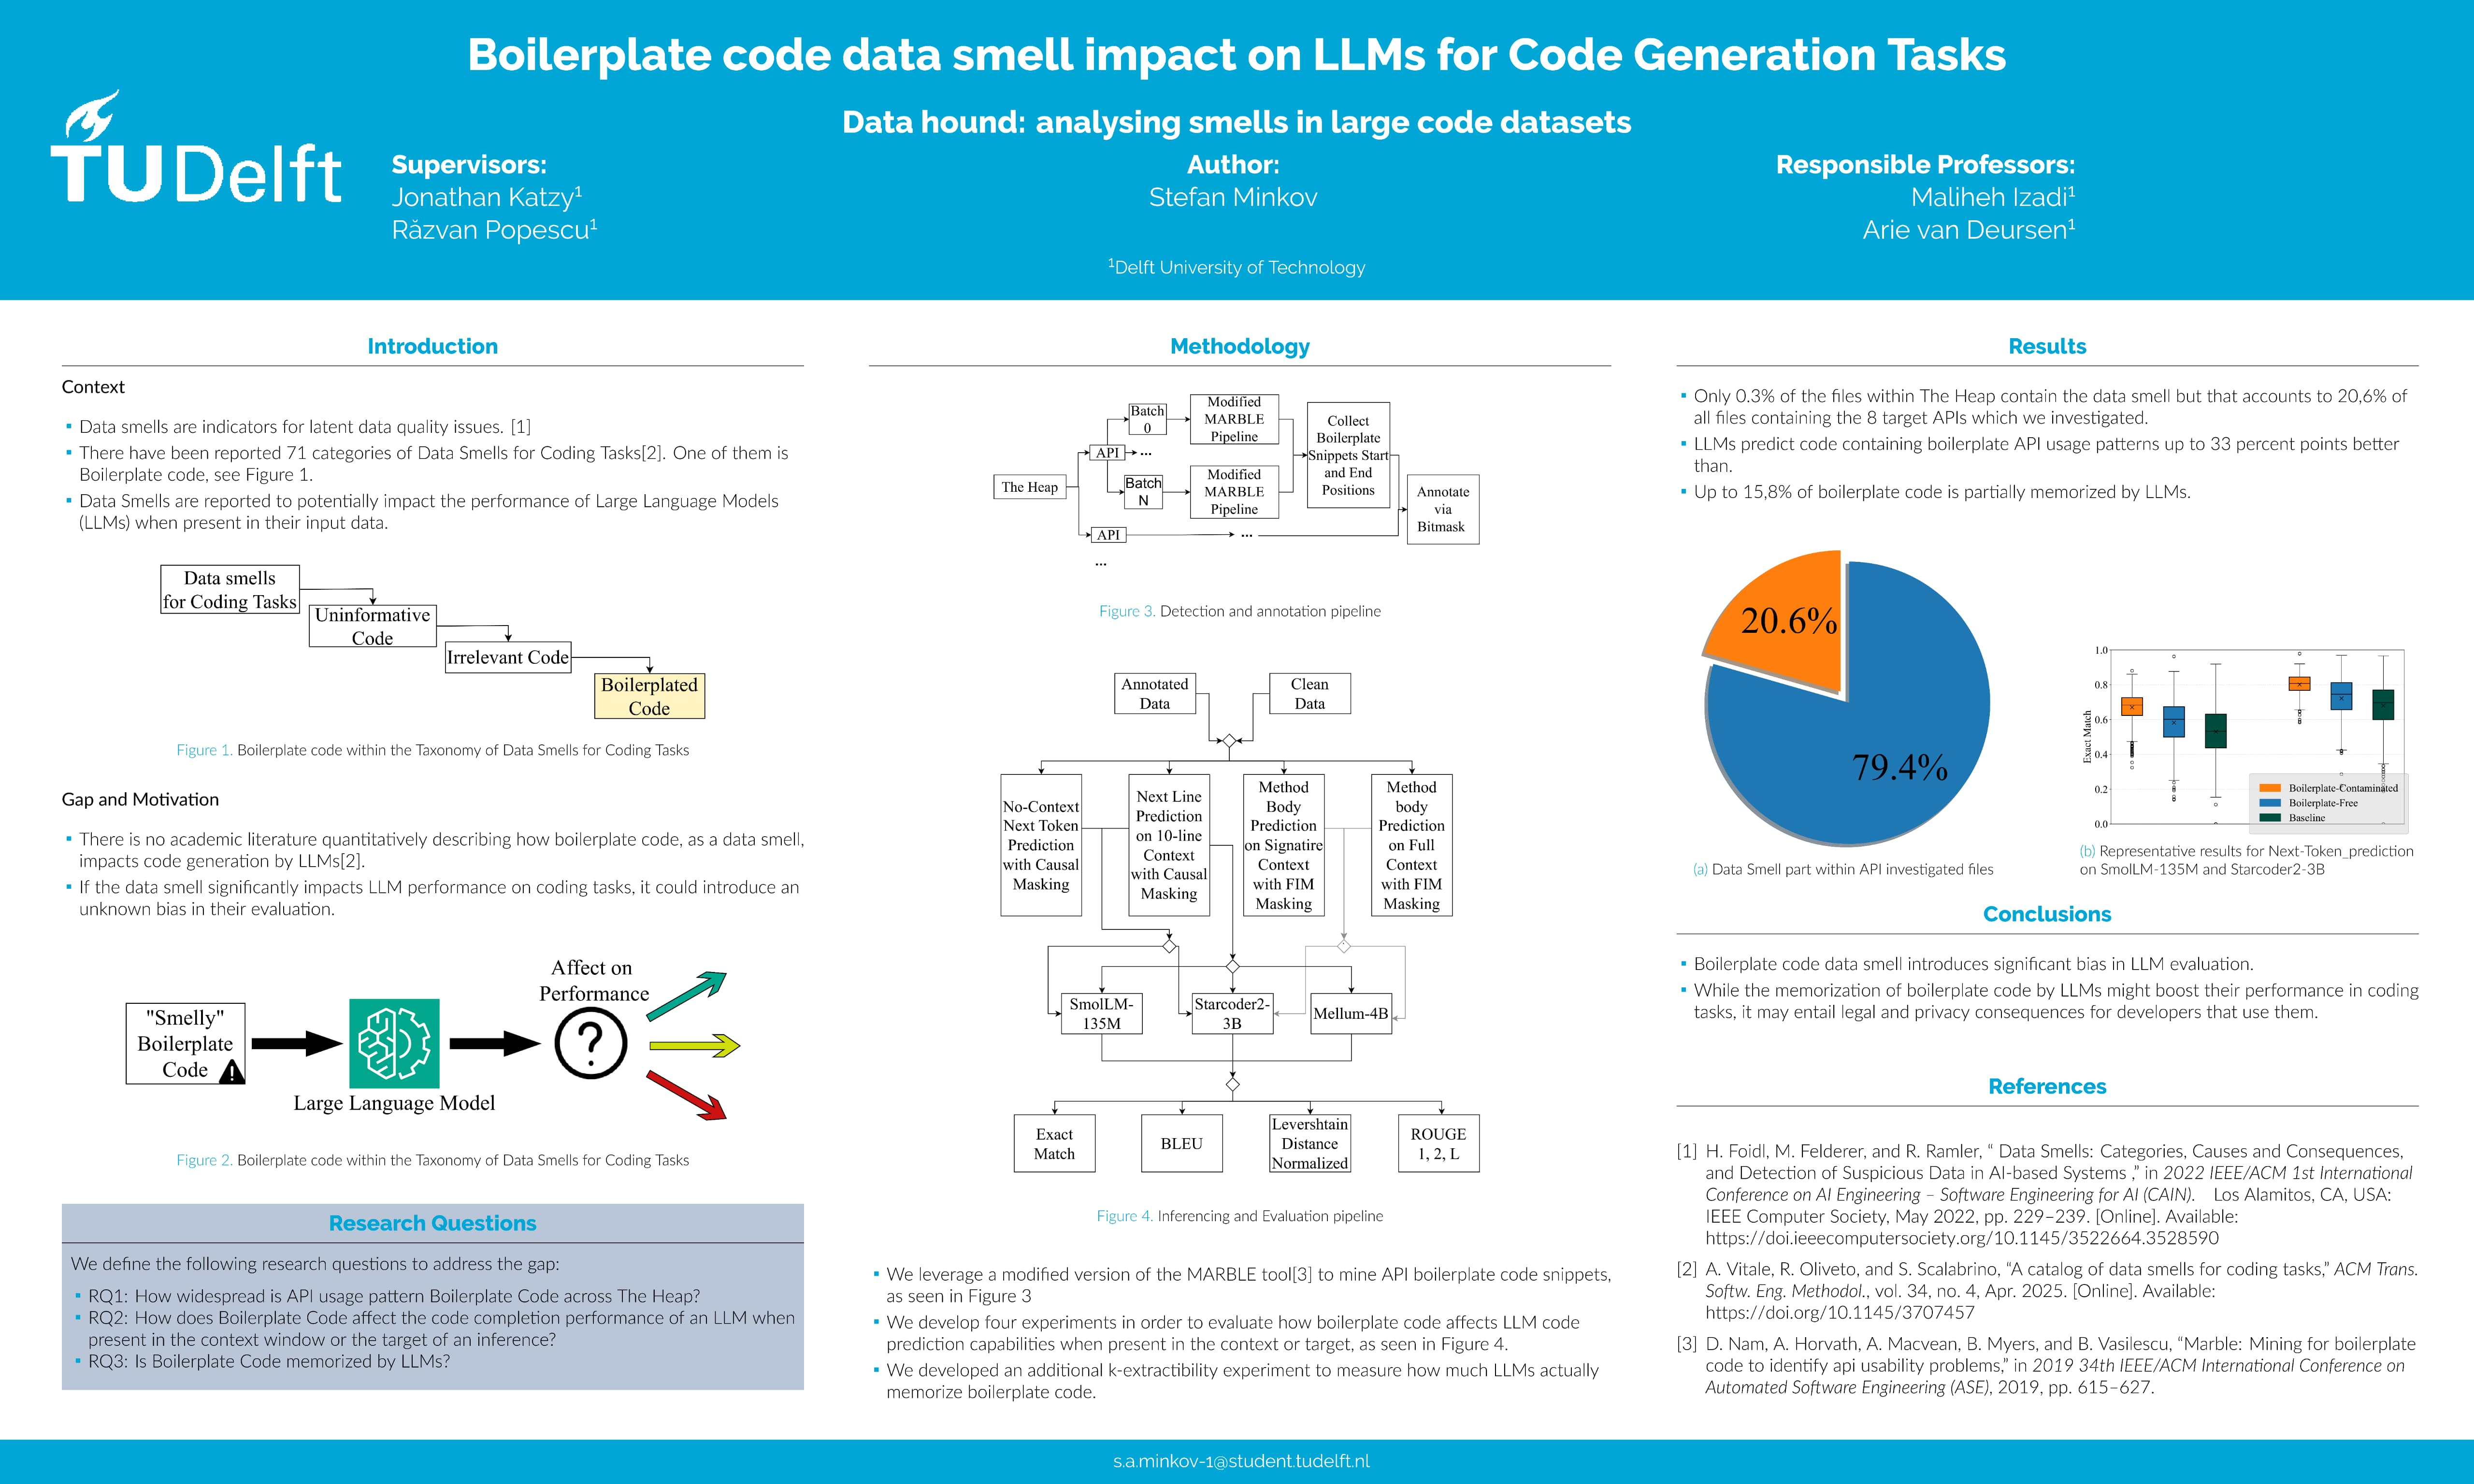 Boilerplate code data smell impact on LLMs for Code Generation Tasks
Data hound: analysing smells in large code datasets
TUDelft
Supervisors:
Jonathan Katzy¹
Răzvan Popescu¹
Author:
Stefan Minkov
Responsible Professors:
Maliheh Izadi¹
Arie van Deursen¹
¹Delft University of Technology
Introduction
Context
▪ Data smells are indicators for latent data quality issues. [1]
▪ There have been reported 71 categories of Data Smells for Coding Tasks[2]. One of them is
Boilerplate code, see Figure 1.
▪ Data Smells are reported to potentially impact the performance of Large Language Models
(LLMs) when present in their input data.
Data smells
for Coding Tasks
Uninformative
Code
Irrelevant Code
Boilerplated
Code
Figure 1. Boilerplate code within the Taxonomy of Data Smells for Coding Tasks
Gap and Motivation
▪ There is no academic literature quantitatively describing how boilerplate code, as a data smell,
impacts code generation by LLMs[2].
▪ If the data smell significantly impacts LLM performance on coding tasks, it could introduce an
unknown bias in their evaluation.
"Smelly"
Boilerplate
Code
Large Language Model
Affect on
Performance
?
Figure 2. Boilerplate code within the Taxonomy of Data Smells for Coding Tasks
Research Questions
We define the following research questions to address the gap:
▪ RQ1: How widespread is API usage pattern Boilerplate Code across The Heap?
▪ RQ2: How does Boilerplate Code affect the code completion performance of an LLM when
present in the context window or the target of an inference?
▪ RQ3: Is Boilerplate Code memorized by LLMs?
Methodology
The Heap
API
...
Batch
0
Batch
N
Modified
MARBLE
Pipeline
Modified
MARBLE
Pipeline
Collect
Boilerplate
Snippets Start
and End
Positions
Annotate
via
Bitmask
API
...
...
Figure 3. Detection and annotation pipeline
Annotated
Data
Clean
Data
No-Context
Next Token
Prediction
with Causal
Masking
Next Line
Prediction
on 10-line
Context
with Causal
Masking
Method
Body
Prediction
on Signatire
Context
with FIM
Masking
Method
body
Prediction
on Full
Context
with FIM
Masking
SmolLM-
135M
Starcoder2-
3B
Mellum-4B
Exact
Match
BLEU
Levershtain
Distance
Normalized
ROUGE
1, 2, L
Figure 4. Inferencing and Evaluation pipeline
▪ We leverage a modified version of the MARBLE tool[3] to mine API boilerplate code snippets,
as seen in Figure 3
▪ We develop four experiments in order to evaluate how boilerplate code affects LLM code
prediction capabilities when present in the context or target, as seen in Figure 4.
▪ We developed an additional k-extractibility experiment to measure how much LLMs actually
memorize boilerplate code.
Results
▪ Only 0.3% of the files within The Heap contain the data smell but that accounts to 20,6% of
all files containing the 8 target APIs which we investigated.
▪ LLMs predict code containing boilerplate API usage patterns up to 33 percent points better
than.
▪ Up to 15,8% of boilerplate code is partially memorized by LLMs.
20.6%
79.4%
(a) Data Smell part within API investigated files
Exact Match
1.0
0.8
0.6
0.4
0.2
0.0
Boilerplate-Contaminated
Boilerplate-Free
Baseline
(b) Representative results for Next-Token_prediction
on SmolLM-135M and Starcoder2-3B
Conclusions
▪ Boilerplate code data smell introduces significant bias in LLM evaluation.
▪ While the memorization of boilerplate code by LLMs might boost their performance in coding
tasks, it may entail legal and privacy consequences for developers that use them.
References
[1] H. Foidl, M. Felderer, and R. Ramler, “ Data Smells: Categories, Causes and Consequences,
and Detection of Suspicious Data in AI-based Systems ,” in 2022 IEEE/ACM 1st International
Conference on AI Engineering – Software Engineering for AI (CAIN). Los Alamitos, CA, USA:
IEEE Computer Society, May 2022, pp. 229–239. [Online]. Available:
https://doi.ieeecomputersociety.org/10.1145/3522664.3528590
[2] A. Vitale, R. Oliveto, and S. Scalabrino, “A catalog of data smells for coding tasks,” ACM Trans.
Softw. Eng. Methodol., vol. 34, no. 4, Apr. 2025. [Online]. Available:
https://doi.org/10.1145/3707457
[3] D. Nam, A. Horvath, A. Macvean, B. Myers, and B. Vasilescu, “Marble: Mining for boilerplate
code to identify api usability problems,” in 2019 34th IEEE/ACM International Conference on
Automated Software Engineering (ASE), 2019, pp. 615–627.
s.a.minkov-1@student.tudelft.nl